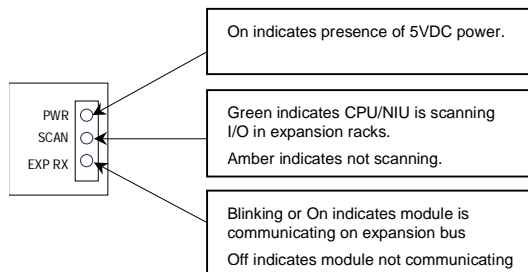 On indicates presence of 5VDC power.
PWR
SCAN
EXP RX
Green indicates CPU/NIU is scanning
I/O in expansion racks.
Amber indicates not scanning.
Blinking or On indicates module is
communicating on expansion bus
Off indicates module not communicating